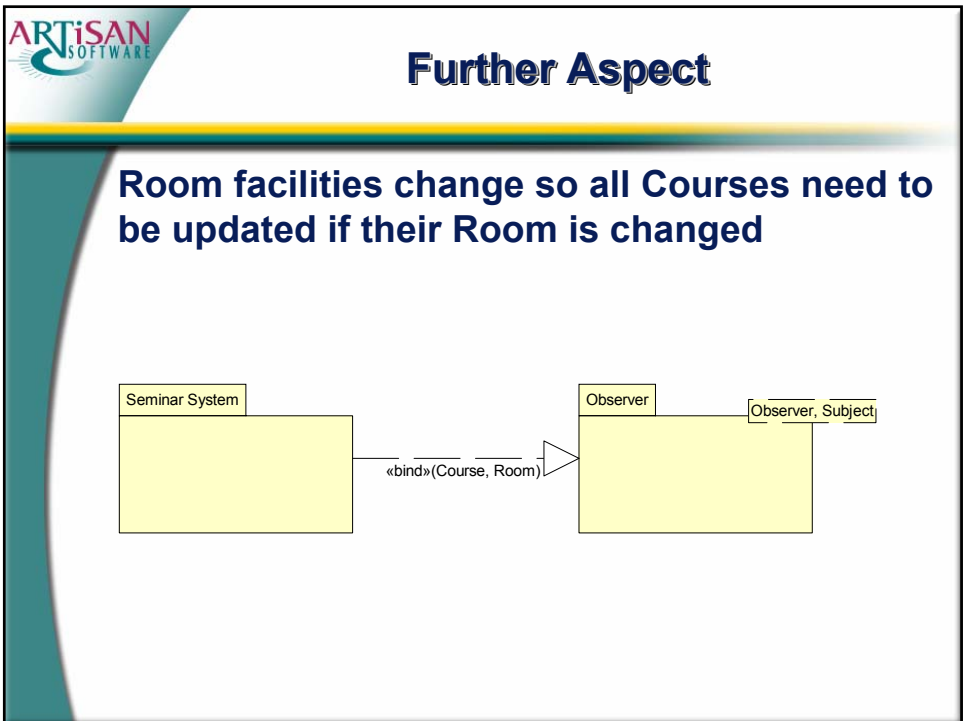 ARTiSAN
SOFTWARE
Further Aspect
Room facilities change so all Courses need to
be updated if their Room is changed
Seminar System
Observer
Observer, Subject
«bind»(Course, Room)